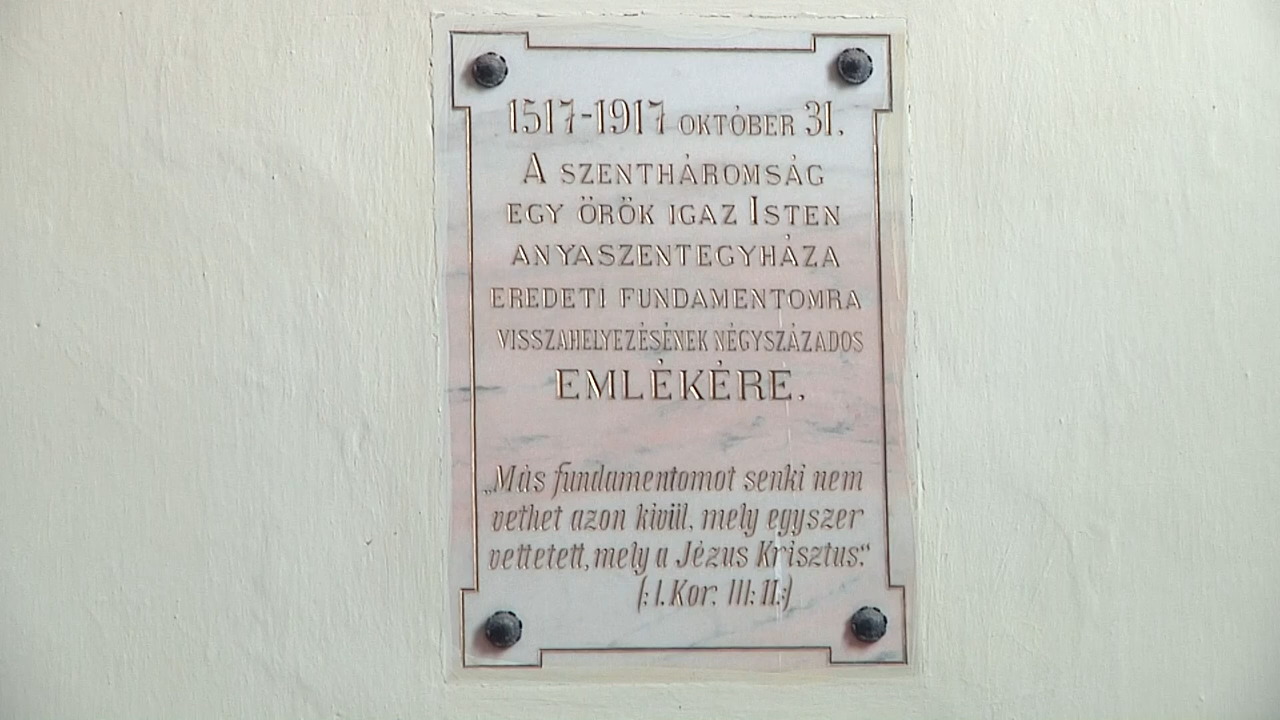 1517-1917 OKTÓBER 31.
A SZENTHÁROMSÁG
EGY ÖRÖK IGAZ ISTEN
ANYASZENTEGYHÁZA
EREDETI FUNDAMENTOMRA
VISSZAHELYEZÉSÉNEK NÉGYSZÁZADOS
EMLÉKÉRE.
„Más fundamentomot senki nem
vethet azon kivül, mely egyszer
vettetett, mely a Jézus Krisztus.“
(: I. Kor. III: 11.:)